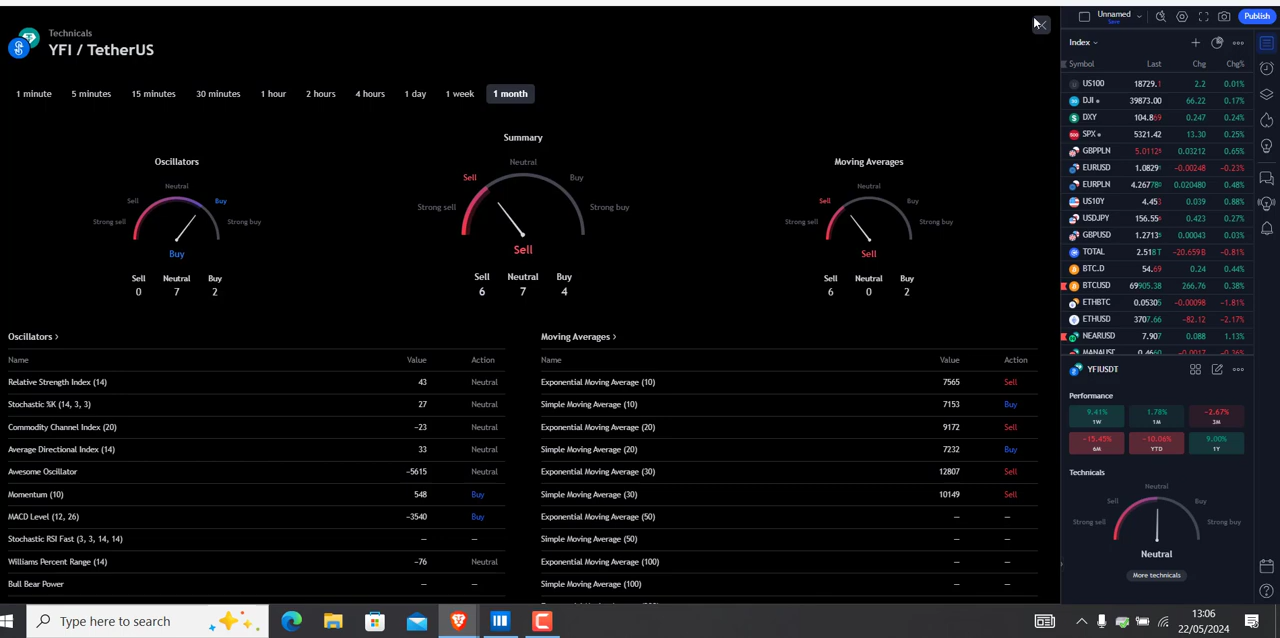 Technicals
YFI / TetherUS
1 minute 5 minutes 15 minutes 30 minutes 1 hour 2 hours 4 hours 1 day 1 week 1 month
Summary
Oscillators
Neutral
Sell Buy
Strong sell Strong buy
Buy
Sell Neutral Buy
0 7 2
Neutral
Sell Buy
Strong sell Strong buy
Sell
Sell Neutral Buy
6 7 4
Moving Averages
Neutral
Sell Buy
Strong sell Strong buy
Sell
Sell Neutral Buy
6 0 2
Oscillators >
Name Value Action
Relative Strength Index (14) 43 Neutral
Stochastic %K (14, 3, 3) 27 Neutral
Commodity Channel Index (20) −23 Neutral
Average Directional Index (14) 33 Neutral
Awesome Oscillator −5615 Neutral
Momentum (10) 548 Buy
MACD Level (12, 26) −3540 Buy
Stochastic RSI Fast (3, 3, 14, 14) — —
Williams Percent Range (14) −76 Neutral
Bull Bear Power — —
Moving Averages >
Name Value Action
Exponential Moving Average (10) 7565 Sell
Simple Moving Average (10) 7153 Buy
Exponential Moving Average (20) 9172 Sell
Simple Moving Average (20) 7232 Buy
Exponential Moving Average (30) 12807 Sell
Simple Moving Average (30) 10149 Sell
Exponential Moving Average (50) — —
Simple Moving Average (50) — —
Exponential Moving Average (100) — —
Simple Moving Average (100) — —
Unnamed
Save
Publish
Index
Symbol Last Chg Chg%
US100 18729.1 2.2 0.01%
DJI 39873.00 66.22 0.17%
DXY 104.869 0.247 0.24%
SPX 5321.42 13.30 0.25%
GBPPLN 5.0112 0.03212 0.65%
EURUSD 1.0829 −0.00248 −0.23%
EURPLN 4.26778 0.020480 0.48%
US10Y 4.453 0.039 0.88%
USDJPY 156.55 0.423 0.27%
GBPUSD 1.2713 0.00043 0.03%
TOTAL 2.518T −20.659B −0.81%
BTC.D 54.69 0.24 0.44%
BTCUSD 69905.38 266.76 0.38%
ETHBTC 0.05305 −0.00098 −1.81%
ETHUSD 3707.66 −82.12 −2.17%
NEARUSD 7.907 0.088 1.13%
YFIUSDT
Performance
9.41% 1.78% −2.67%
1W 1M 3M
−15.45% −10.06% 9.00%
6M YTD 1Y
Technicals
Neutral
Sell Buy
Strong sell Strong buy
Neutral
More technicals
Type here to search
13:06
22/05/2024